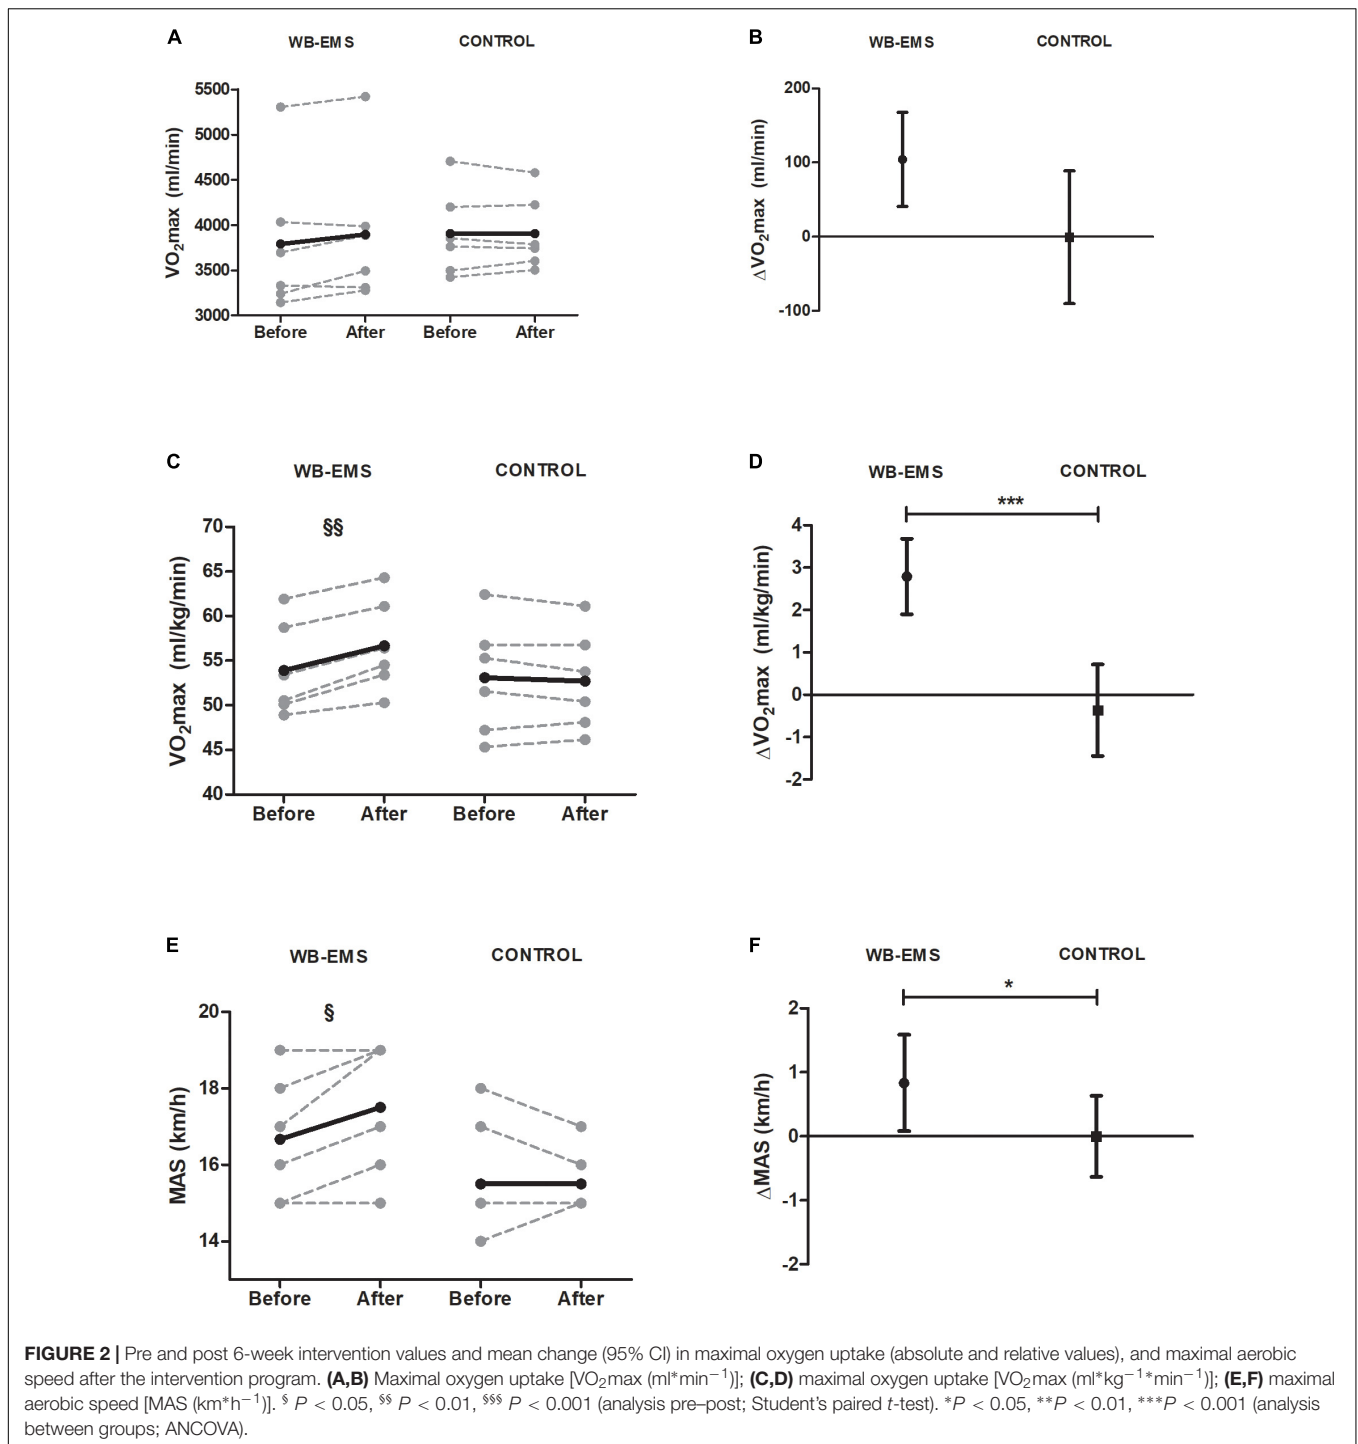 A
WB-EMS CONTROL
VO2max (ml/min)
5500
5000
4500
4000
3500
3000
Before After Before After
B
WB-EMS CONTROL
ΔVO2max (ml/min)
200
100
0
-100
C
WB-EMS CONTROL
§§
VO2max (ml/kg/min)
70
65
60
55
50
45
40
Before After Before After
D
WB-EMS CONTROL
***
ΔVO2max (ml/kg/min)
4
3
2
1
0
-1
-2
E
WB-EMS CONTROL
§
MAS (km/h)
20
18
16
14
Before After Before After
F
WB-EMS CONTROL
*
ΔMAS (km/h)
2
1
0
-1
-2
FIGURE 2 | Pre and post 6-week intervention values and mean change (95% CI) in maximal oxygen uptake (absolute and relative values), and maximal aerobic
speed after the intervention program. (A,B) Maximal oxygen uptake [VO2max (ml*min−1)]; (C,D) maximal oxygen uptake [VO2max (ml*kg−1*min−1)]; (E,F) maximal
aerobic speed [MAS (km*h−1)]. § P < 0.05, §§ P < 0.01, §§§ P < 0.001 (analysis pre–post; Student's paired t-test). *P < 0.05, **P < 0.01, ***P < 0.001 (analysis
between groups; ANCOVA).